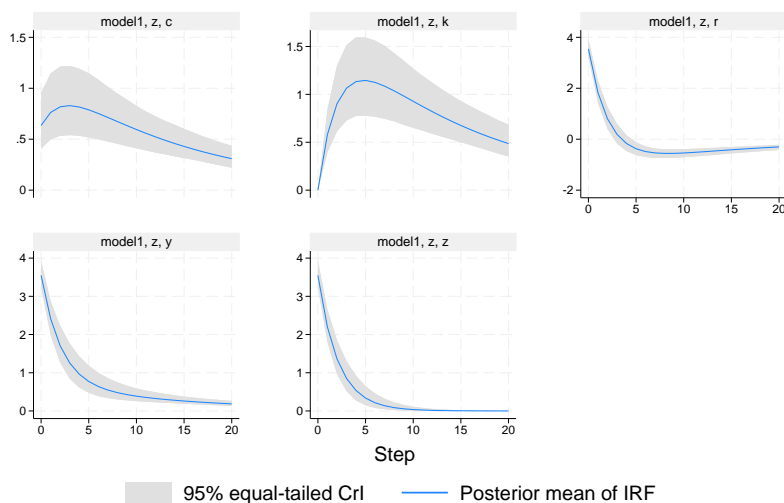 model1, z, c
model1, z, k
model1, z, r
1.5
1
.5
0
1.5
1
.5
0
4
2
0
-2
0 5 10 15 20
model1, z, y
model1, z, z
4
3
2
1
0
0 5 10 15 20
4
3
2
1
0
0 5 10 15 20
Step
95% equal-tailed CrI
Posterior mean of IRF